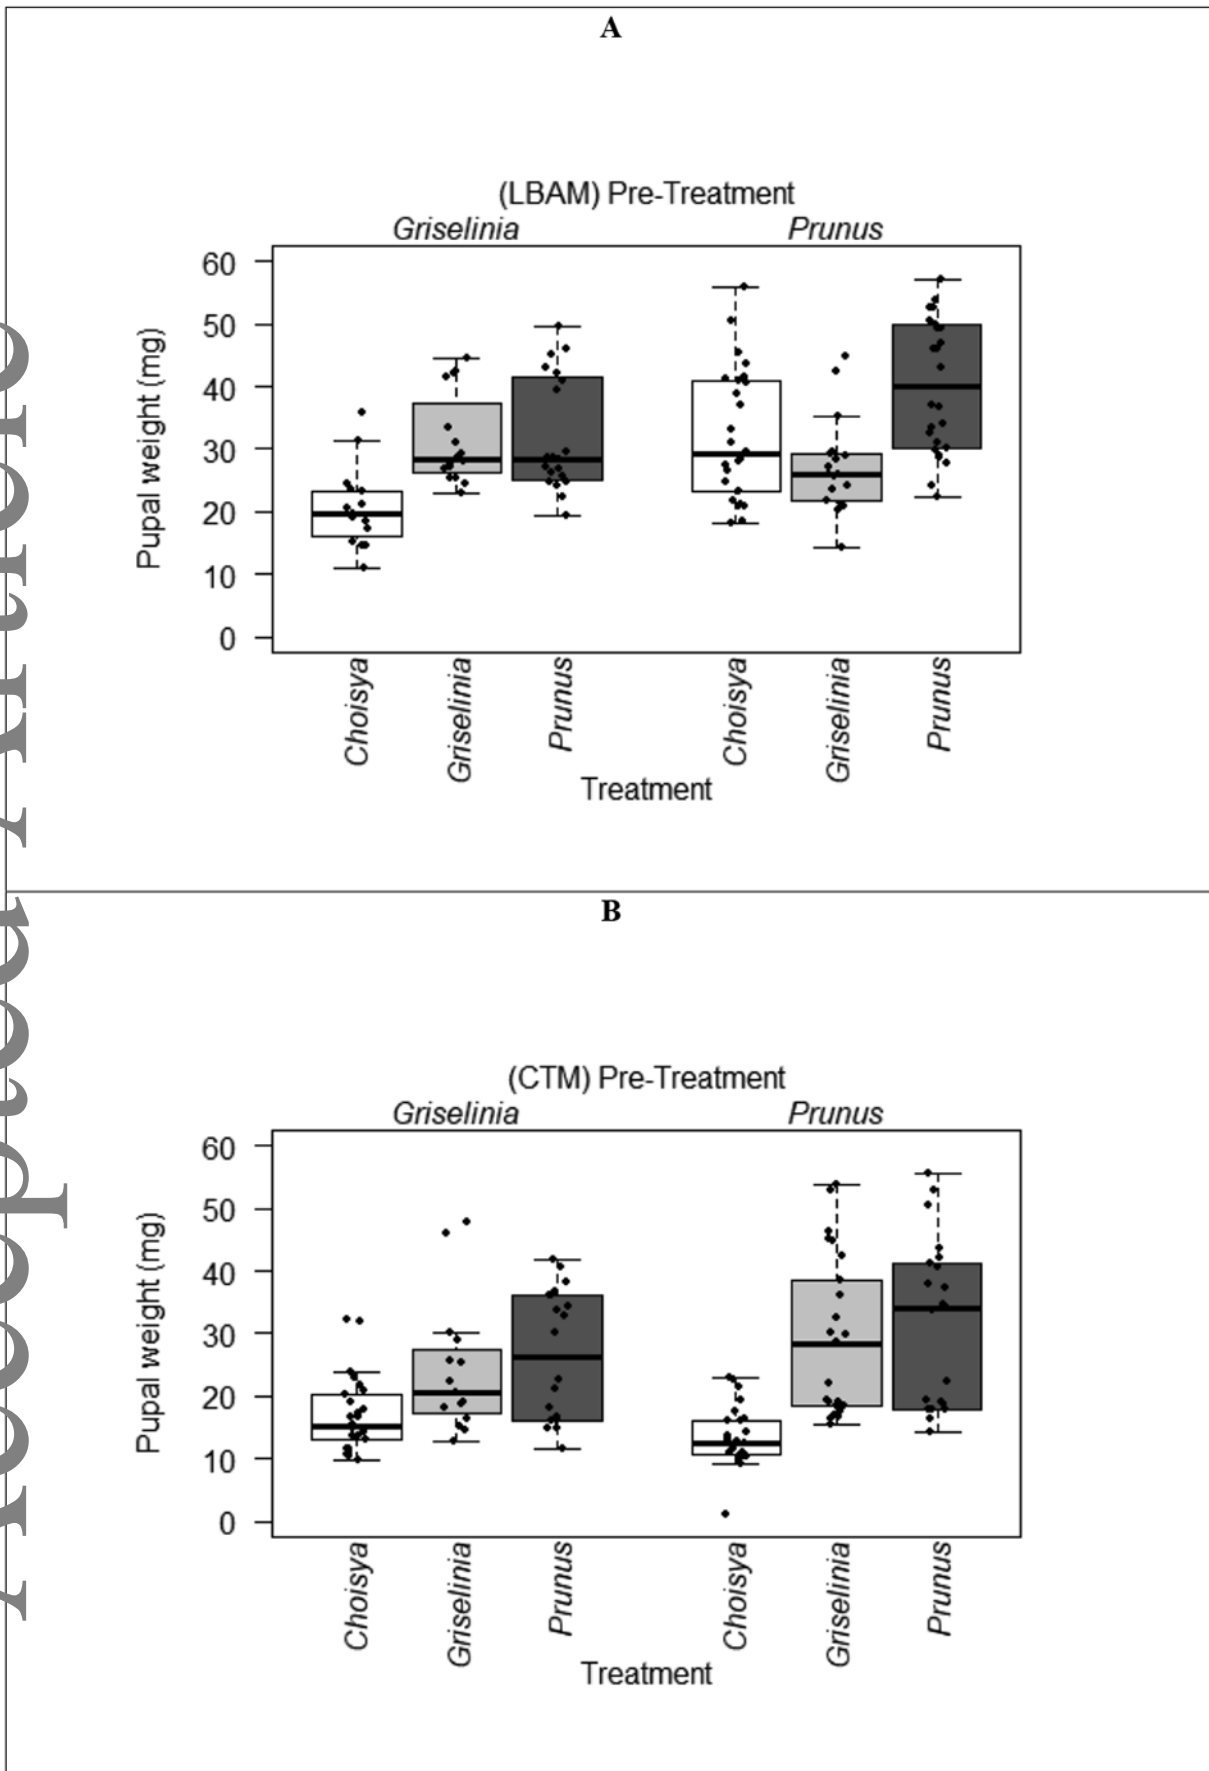 A
(LBAM) Pre-Treatment
Griselinia Prunus
60
50
40
30
20
10
0
Pupal weight (mg)
Choisya Griselinia Prunus Choisya Griselinia Prunus
Treatment
B
(CTM) Pre-Treatment
Griselinia Prunus
60
50
40
30
20
10
0
Pupal weight (mg)
Choisya Griselinia Prunus Choisya Griselinia Prunus
Treatment
Accepted Article